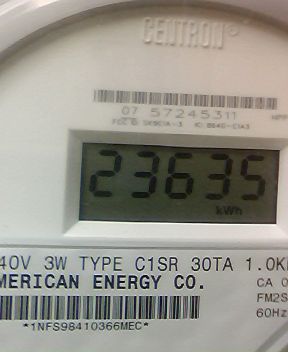 CENTRON®
07 57245311
23635
kWh
40V 3W TYPE C1SR 30TA 1.0K
MERICAN ENERGY CO.
CA 0
FM2S
60Hz
*1NFS98410366MEC*